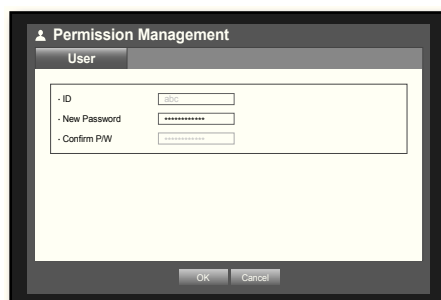 Permission Management
User
- ID abc
- New Password ************
- Confirm P/W ************
OK Cancel